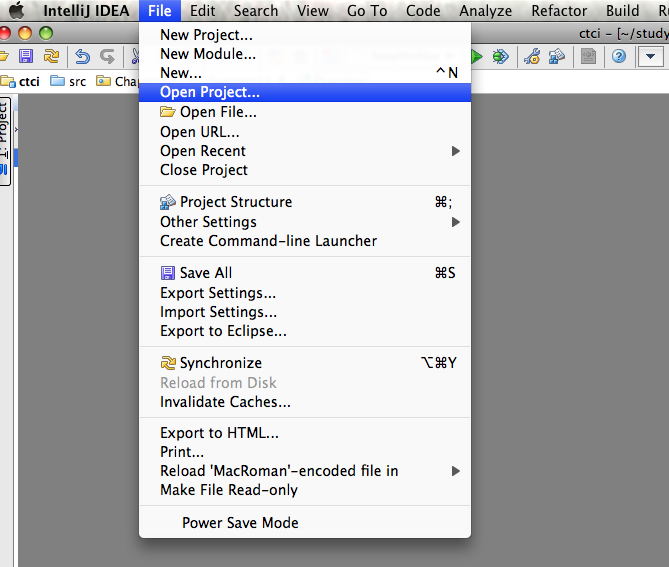 IntelliJ IDEA File Edit Search View Go To Code Analyze Refactor Build
ctci - [~/study
ctci src Cha
1: Project
New Project...
New Module...
New... ^N
Open Project...
Open File...
Open URL...
Open Recent
Close Project
Project Structure ⌘;
Other Settings
Create Command-line Launcher
Save All ⌘S
Export Settings...
Import Settings...
Export to Eclipse...
Synchronize ⌥⌘Y
Reload from Disk
Invalidate Caches...
Export to HTML...
Print...
Reload 'MacRoman'-encoded file in
Make File Read-only
Power Save Mode